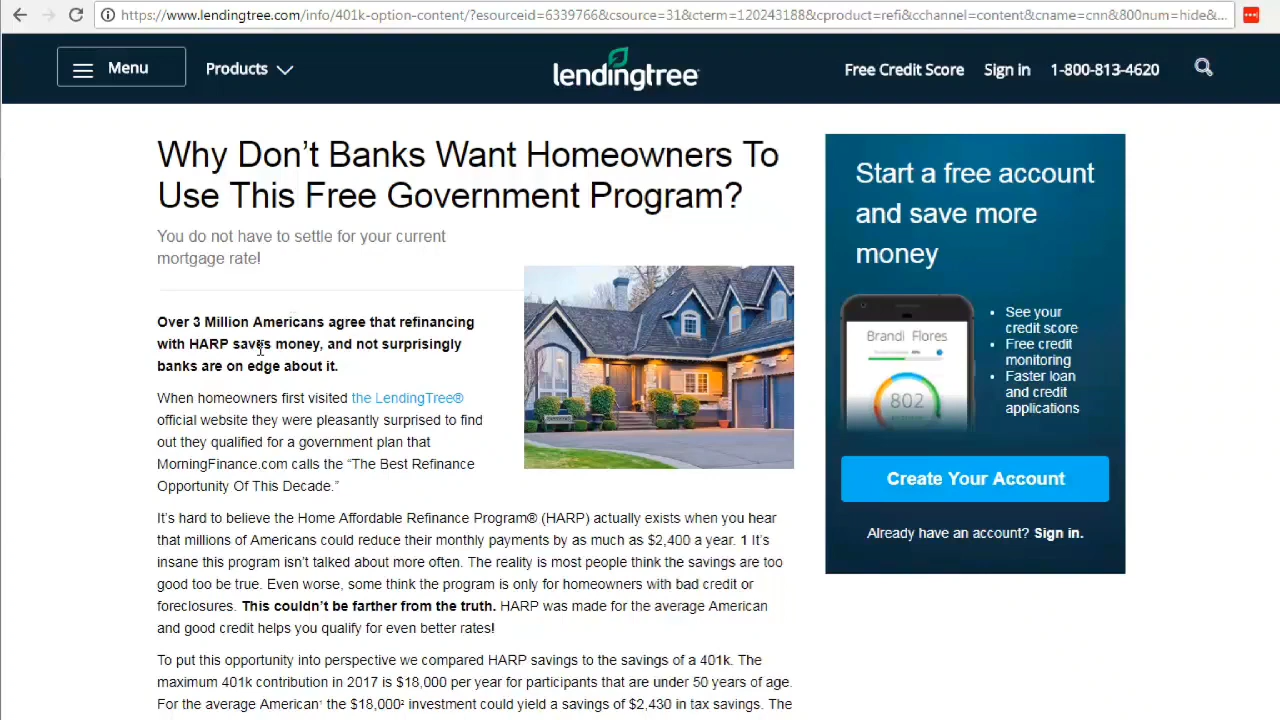 https://www.lendingtree.com/info/401k-option-content/?esourceid=6339766&csource=31&cterm=120243188&cproduct=refi&cchannel=content&cname=cnn&800num=hide&...
Menu
Products
lendingtree
Free Credit Score
Sign in
1-800-813-4620
Why Don't Banks Want Homeowners To
Use This Free Government Program?
You do not have to settle for your current
mortgage rate!
Over 3 Million Americans agree that refinancing
with HARP saves money, and not surprisingly
banks are on edge about it.
When homeowners first visited the LendingTree®
official website they were pleasantly surprised to find
out they qualified for a government plan that
MorningFinance.com calls the “The Best Refinance
Opportunity Of This Decade.”
It's hard to believe the Home Affordable Refinance Program® (HARP) actually exists when you hear
that millions of Americans could reduce their monthly payments by as much as $2,400 a year. 1 It's
insane this program isn't talked about more often. The reality is most people think the savings are too
good too be true. Even worse, some think the program is only for homeowners with bad credit or
foreclosures. This couldn't be farther from the truth. HARP was made for the average American
and good credit helps you qualify for even better rates!
To put this opportunity into perspective we compared HARP savings to the savings of a 401k. The
maximum 401k contribution in 2017 is $18,000 per year for participants that are under 50 years of age.
For the average American¹ the $18,000² investment could yield a savings of $2,430 in tax savings. The
Start a free account
and save more
money
Brandi Flores
802
• See your
credit score
• Free credit
monitoring
• Faster loan
and credit
applications
Create Your Account
Already have an account? Sign in.